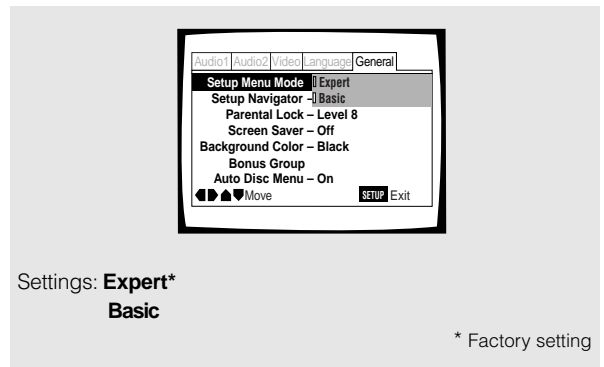 Audio1 Audio2 Video Language General
Setup Menu Mode Expert
Setup Navigator – Basic
Parental Lock – Level 8
Screen Saver – Off
Background Color – Black
Bonus Group
Auto Disc Menu – On
Move SETUP Exit
Settings: Expert*
Basic
* Factory setting